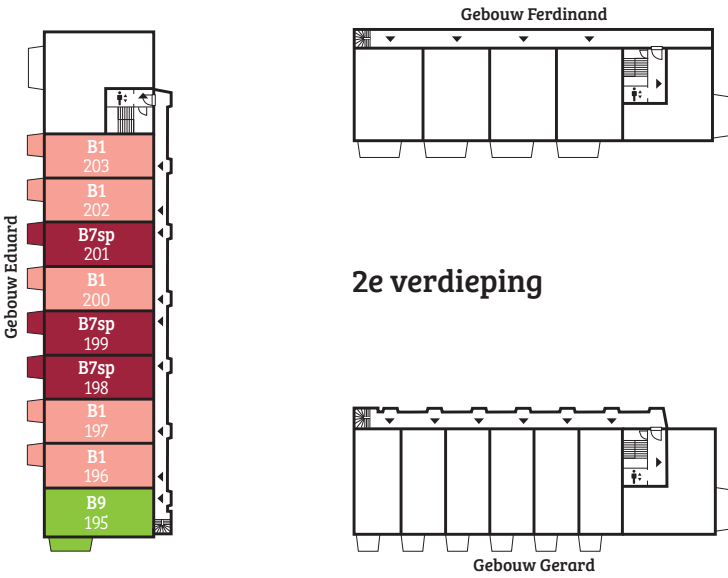 Gebouw Ferdinand
Gebouw Eduard
B1
203
B1
202
B7sp
201
B1
200
B7sp
199
B7sp
198
B1
197
B1
196
B9
195
2e verdieping
Gebouw Gerard